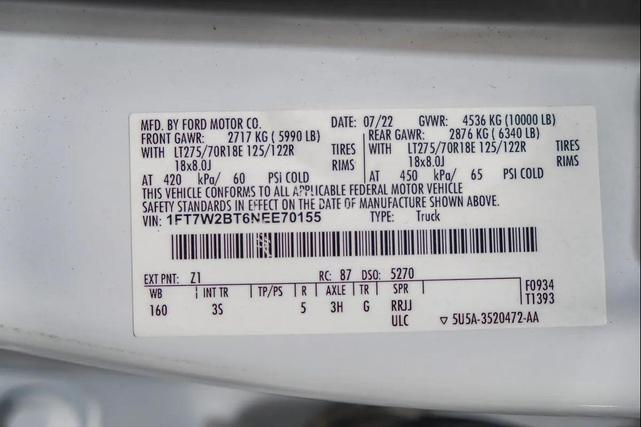 MFD. BY FORD MOTOR CO. DATE: 07/22 GVWR: 4536 KG (10000 LB)
FRONT GAWR: 2717 KG ( 5990 LB) REAR GAWR: 2876 KG ( 6340 LB)
WITH LT275/70R18E 125/122R TIRES WITH LT275/70R18E 125/122R TIRES
18x8.0J RIMS 18x8.0J RIMS
AT 420 kPa/ 60 PSI COLD AT 450 kPa/ 65 PSI COLD
THIS VEHICLE CONFORMS TO ALL APPLICABLE FEDERAL MOTOR VEHICLE
SAFETY STANDARDS IN EFFECT ON THE DATE OF MANUFACTURE SHOWN ABOVE.
VIN: 1FT7W2BT6NEE70155 TYPE: Truck
EXT PNT: Z1 RC: 87 DSO: 5270 F0934
WB INT TR TP/PS R AXLE TR SPR T1393
160 3S 5 3H G RRJJ
ULC ▽ 5U5A-3520472-AA